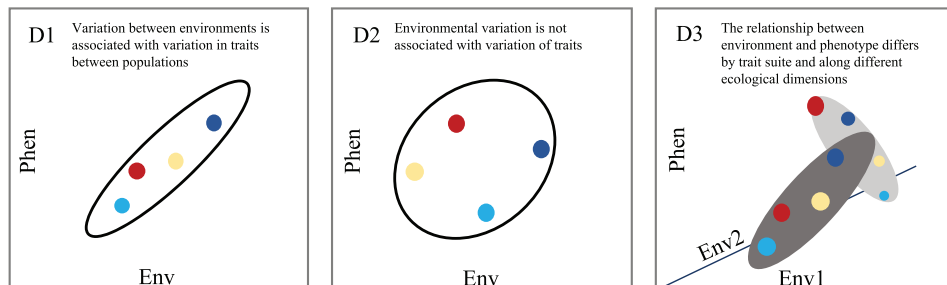 D1
Variation between environments is
associated with variation in traits
between populations
Phen
Env
D2
Environmental variation is not
associated with variation of traits
Phen
Env
D3
The relationship between
environment and phenotype differs
by trait suite and along different
ecological dimensions
Phen
Env2
Env1